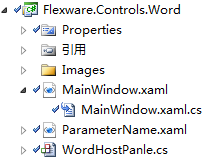 Flexware.Controls.Word
Properties
引用
Images
MainWindow.xaml
MainWindow.xaml.cs
ParameterName.xaml
WordHostPanle.cs